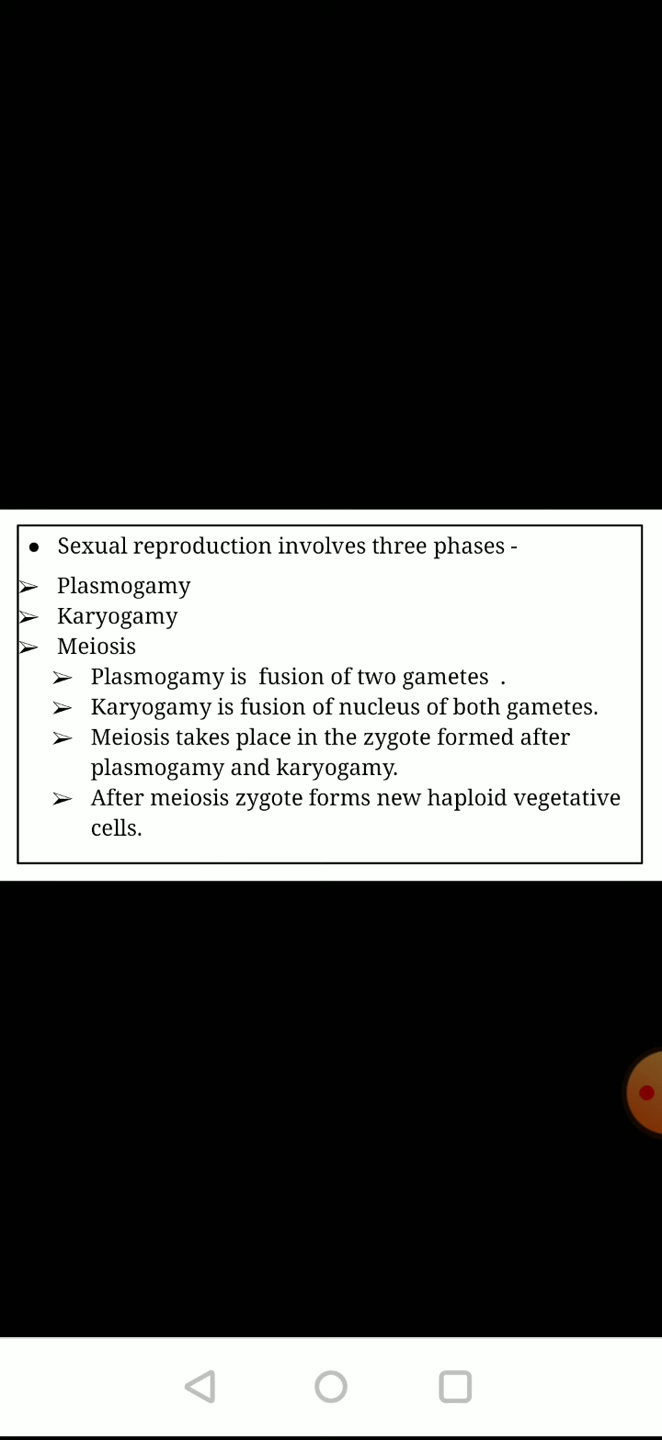 ● Sexual reproduction involves three phases -
➢ Plasmogamy
➢ Karyogamy
➢ Meiosis
➢ Plasmogamy is  fusion of two gametes  .
➢ Karyogamy is fusion of nucleus of both gametes.
➢ Meiosis takes place in the zygote formed after
plasmogamy and karyogamy.
➢ After meiosis zygote forms new haploid vegetative
cells.